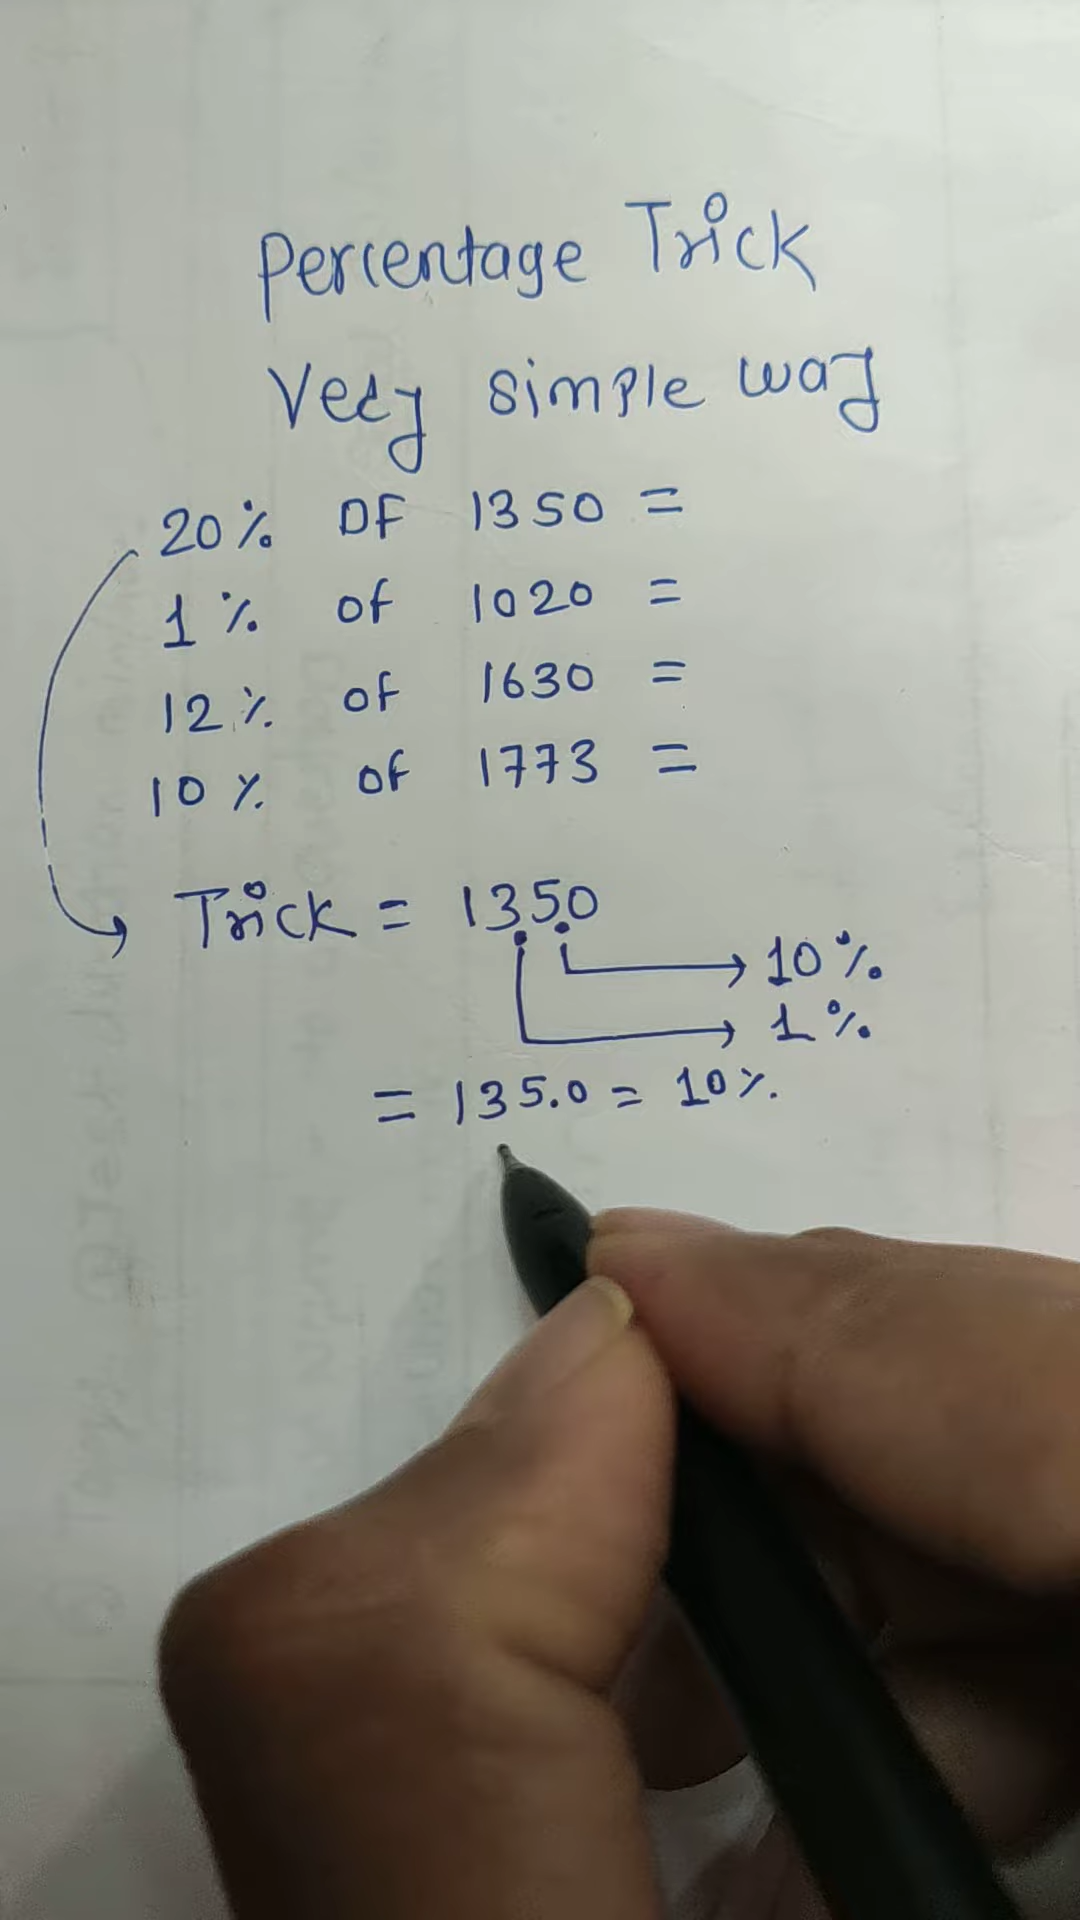 Percentage Trick
Very simple way
20% OF 1350 =
1% of 1020 =
12% of 1630 =
10% of 1773 =
Trick = 1350
10%
1%
= 135.0 = 10%